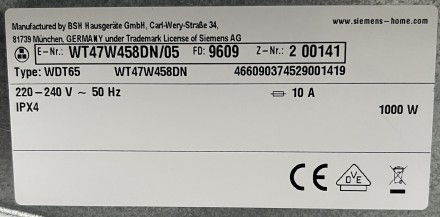 Manufactured by BSH Hausgeräte GmbH, Carl-Wery-Straße 34, www.siemens-home.com
81739 München, GERMANY under Trademark License of Siemens AG
E-Nr.: WT47W458DN/05 FD: 9609 Z-Nr.: 2 00141
Type: WDT65 WT47W458DN 466090374529001419
220-240 V ~ 50 Hz 10 A
IPX4 1000 W
CE DVE